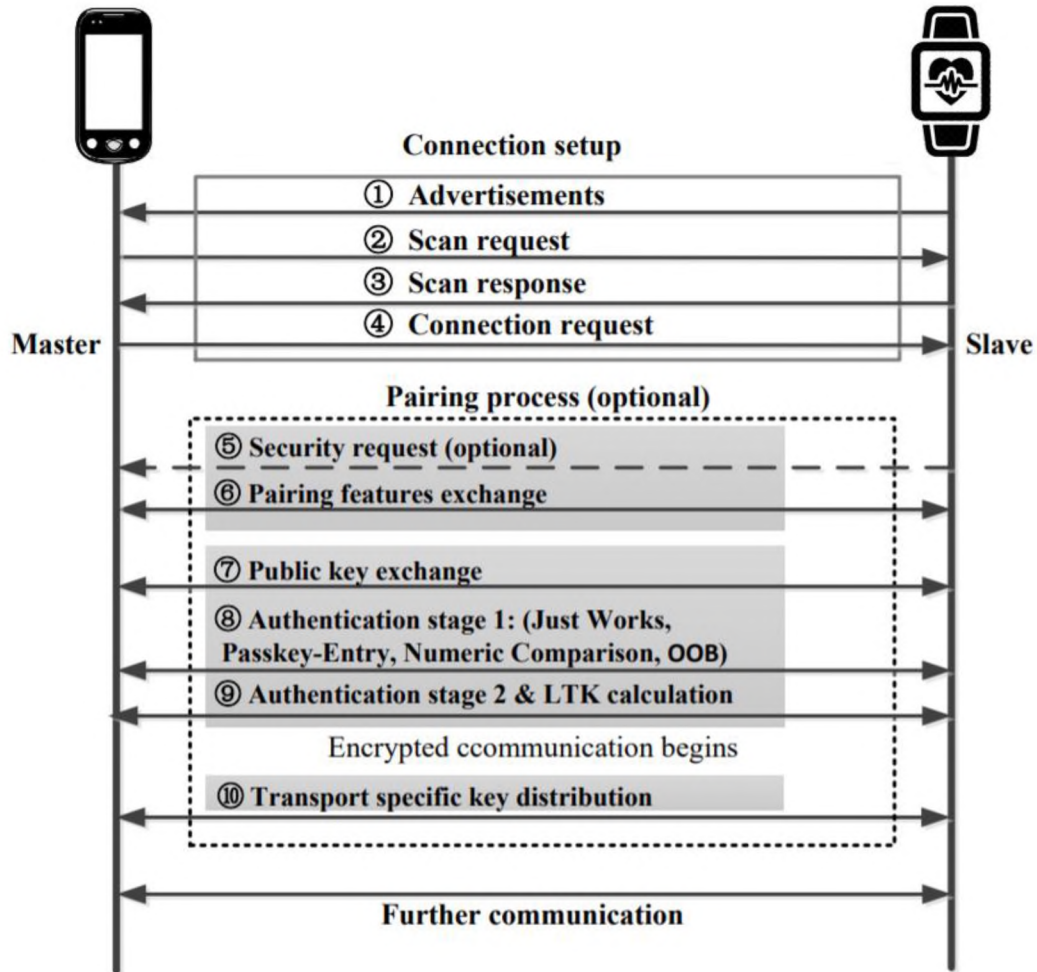 Connection setup
① Advertisements
② Scan request
③ Scan response
④ Connection request
Master
Slave
Pairing process (optional)
⑤ Security request (optional)
⑥ Pairing features exchange
⑦ Public key exchange
⑧ Authentication stage 1: (Just Works,
Passkey-Entry, Numeric Comparison, OOB)
⑨ Authentication stage 2 & LTK calculation
Encrypted ccommunication begins
⑩ Transport specific key distribution
Further communication